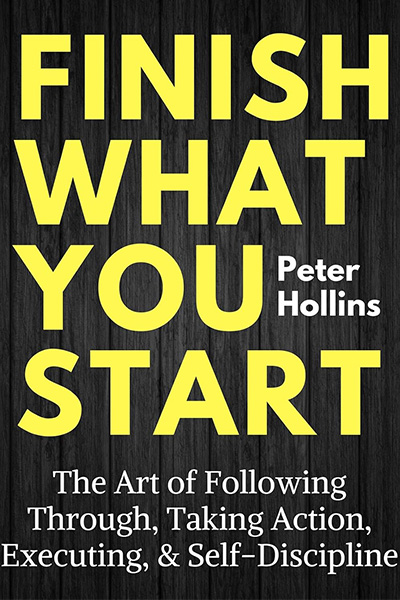 FINISH
WHAT
YOU
Peter
Hollins
START
The Art of Following
Through, Taking Action,
Executing, & Self-Discipline